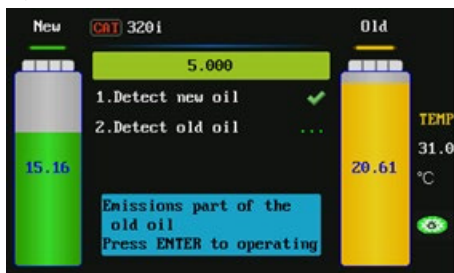 New
CAT 320i
Old
5.000
1.Detect new oil
2.Detect old oil ...
TEMP
31.0
°C
15.16
20.61
Emissions part of the
old oil
Press ENTER to operating